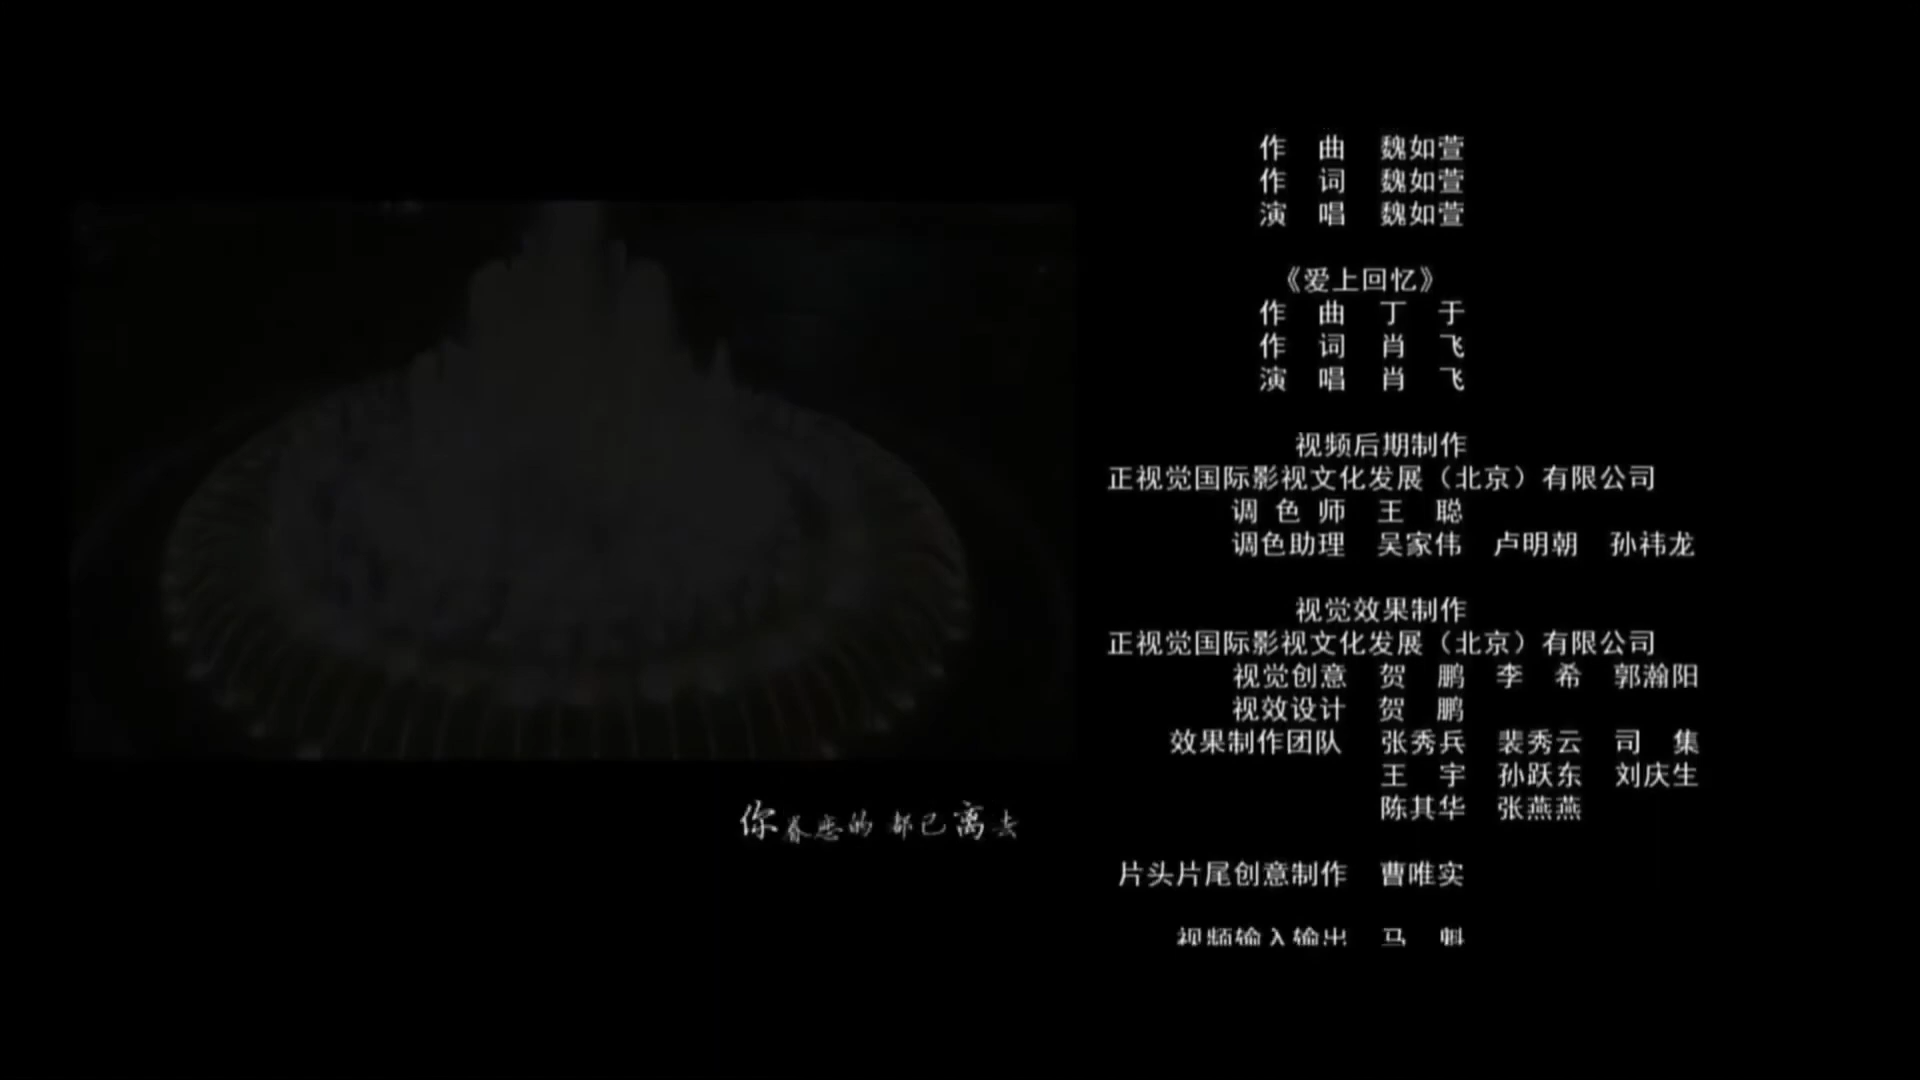 作 曲 魏如萱
作 词 魏如萱
演 唱 魏如萱
《爱上回忆》
作 曲 丁 于
作 词 肖 飞
演 唱 肖 飞
视频后期制作
正视觉国际影视文化发展（北京）有限公司
调 色 师 王 聪
调色助理 吴家伟 卢明朝 孙祎龙
视觉效果制作
正视觉国际影视文化发展（北京）有限公司
视觉创意 贺 鹏 李 希 郭瀚阳
视效设计 贺 鹏
效果制作团队 张秀兵 裴秀云 司 集
王 宇 孙跃东 刘庆生
陈其华 张燕燕
片头片尾创意制作 曹唯实
视频输入输出 马 魁
你眷恋的 都已离去